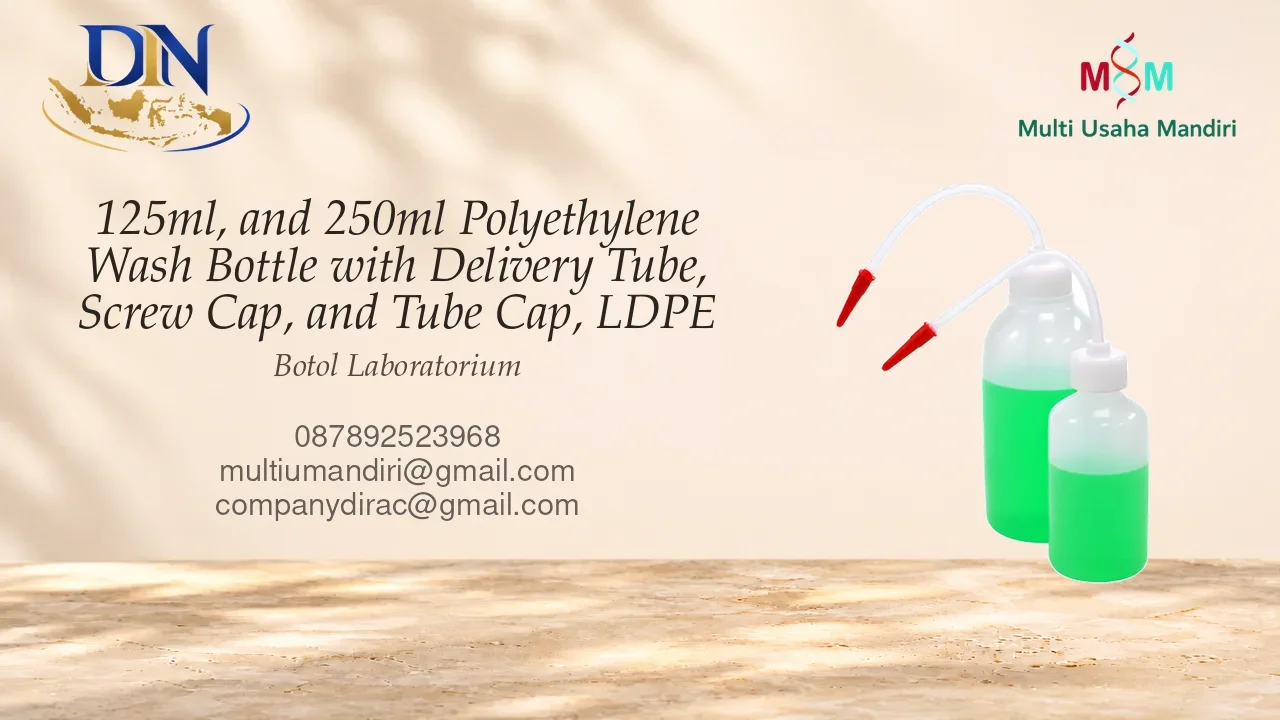 DIN
M M
Multi Usaha Mandiri
125ml, and 250ml Polyethylene
Wash Bottle with Delivery Tube,
Screw Cap, and Tube Cap, LDPE
Botol Laboratorium
087892523968
multiumandiri@gmail.com
companydirac@gmail.com